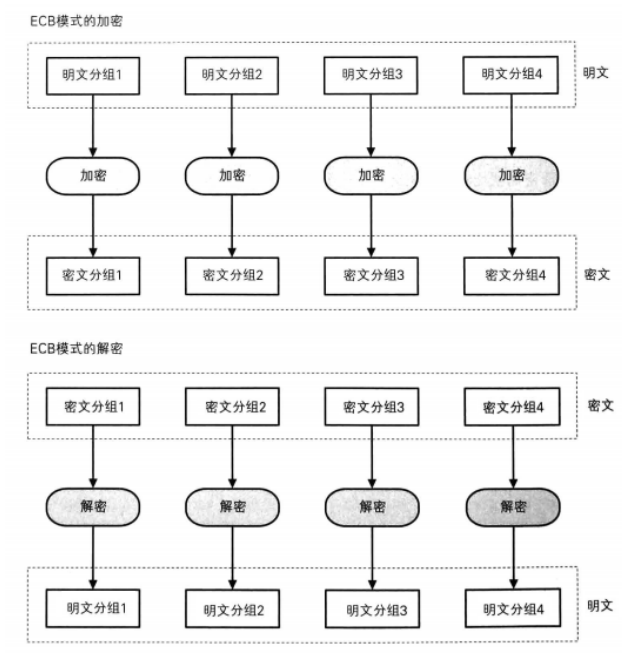 ECB模式的加密
明文分组1 明文分组2 明文分组3 明文分组4 明文
加密 加密 加密 加密
密文分组1 密文分组2 密文分组3 密文分组4 密文
ECB模式的解密
密文分组1 密文分组2 密文分组3 密文分组4 密文
解密 解密 解密 解密
明文分组1 明文分组2 明文分组3 明文分组4 明文